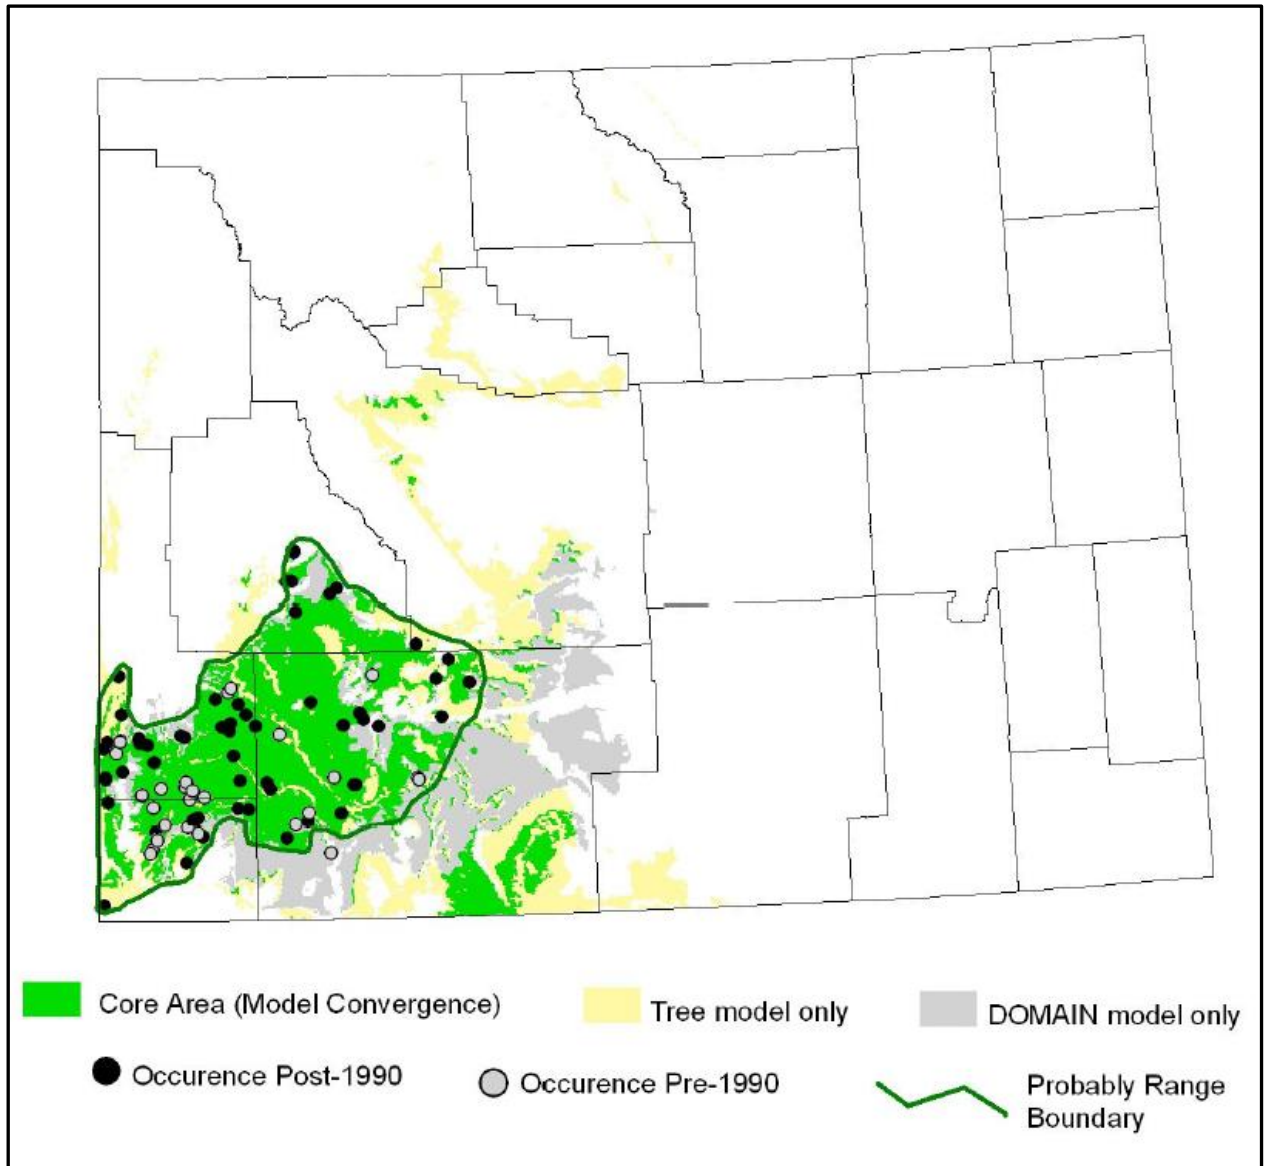 Core Area (Model Convergence)
Tree model only
DOMAIN model only
Occurence Post-1990
Occurence Pre-1990
Probably Range
Boundary